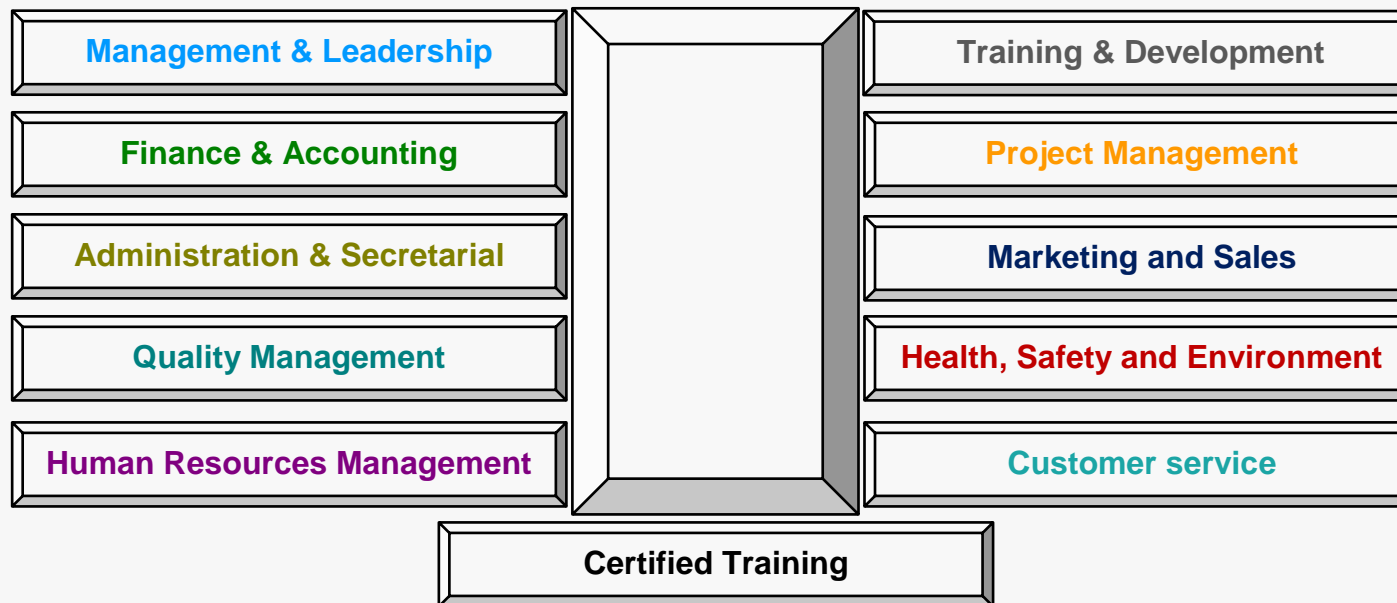 Management & Leadership
Finance & Accounting
Administration & Secretarial
Quality Management
Human Resources Management
Training & Development
Project Management
Marketing and Sales
Health, Safety and Environment
Customer service
Certified Training